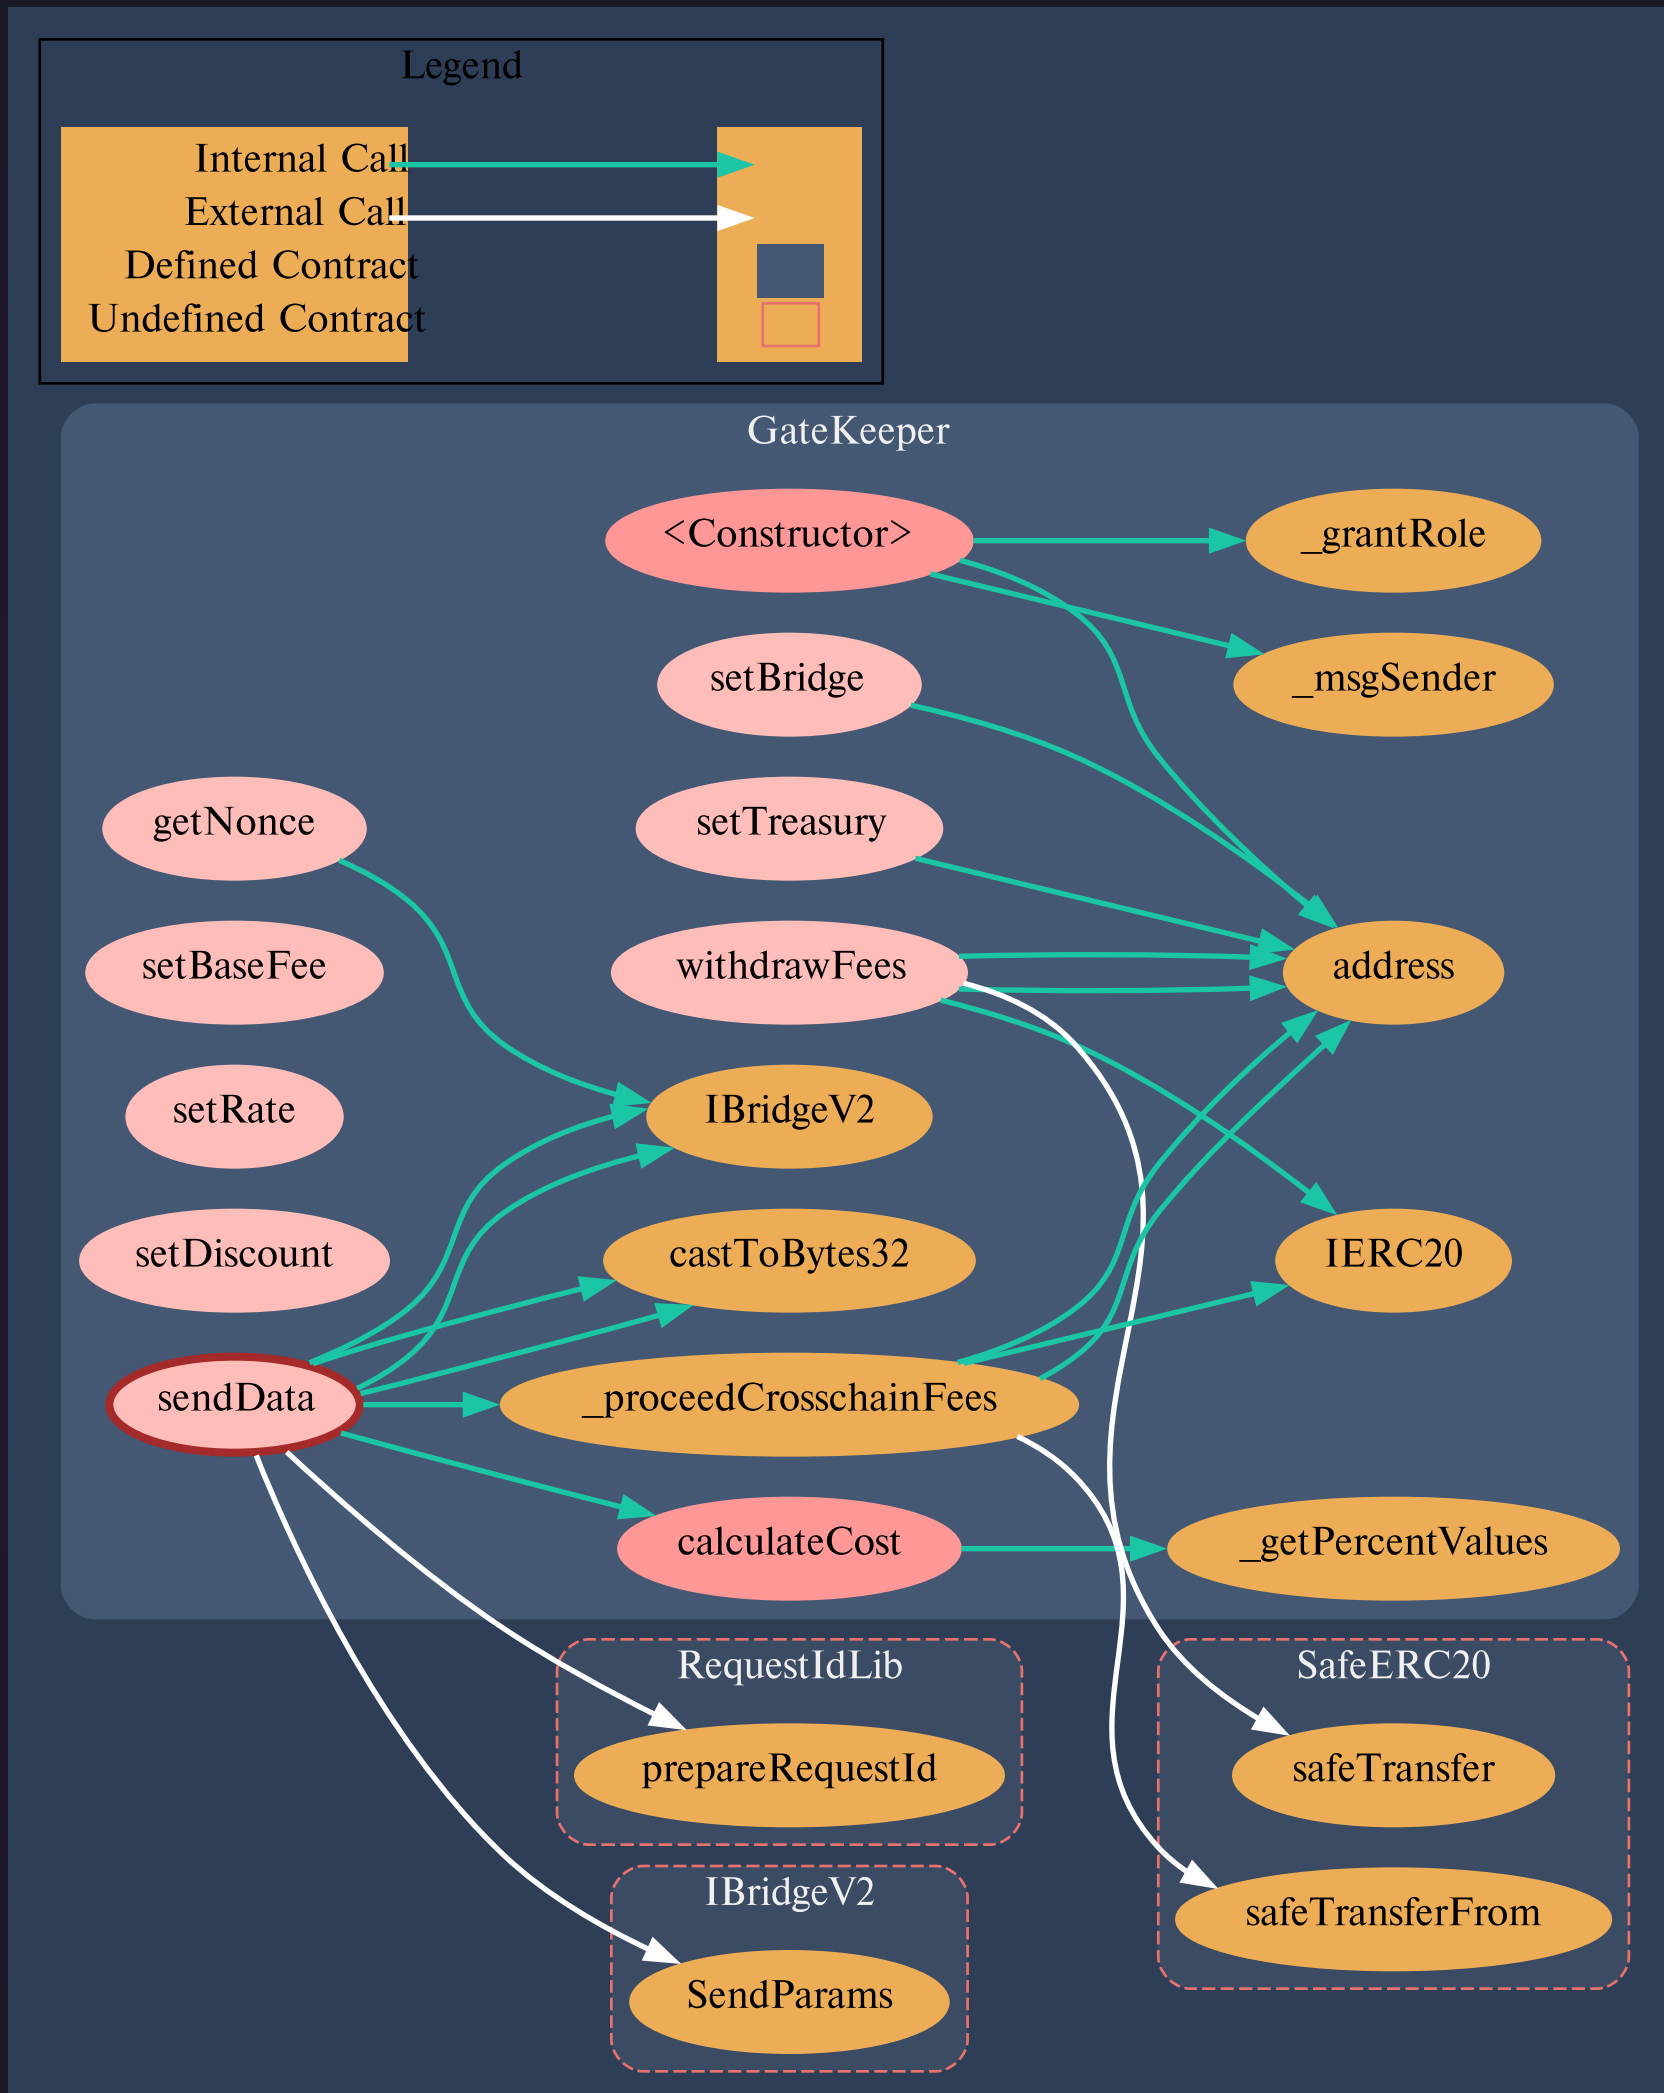 Legend
Internal Call
External Call
Defined Contract
Undefined Contract
GateKeeper
<Constructor>
_grantRole
setBridge
_msgSender
getNonce
setTreasury
setBaseFee
withdrawFees
address
setRate
IBridgeV2
setDiscount
castToBytes32
IERC20
sendData
_proceedCrosschainFees
calculateCost
_getPercentValues
RequestIdLib
prepareRequestId
SafeERC20
safeTransfer
safeTransferFrom
IBridgeV2
SendParams